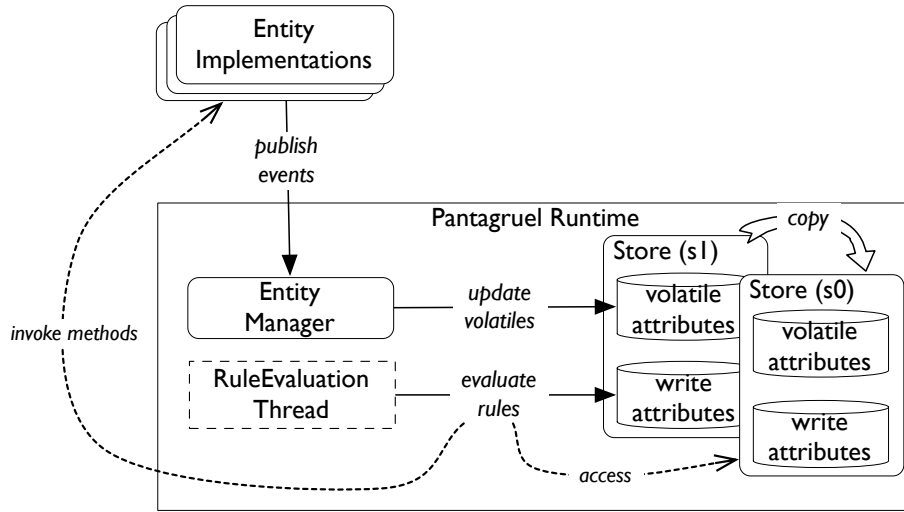 Entity
Implementations
publish
events
Pantagruel Runtime
copy
Store (s1)
Store (s0)
Entity
Manager
update
volatiles
volatile
attributes
volatile
attributes
invoke methods
RuleEvaluation
Thread
evaluate
rules
write
attributes
write
attributes
access